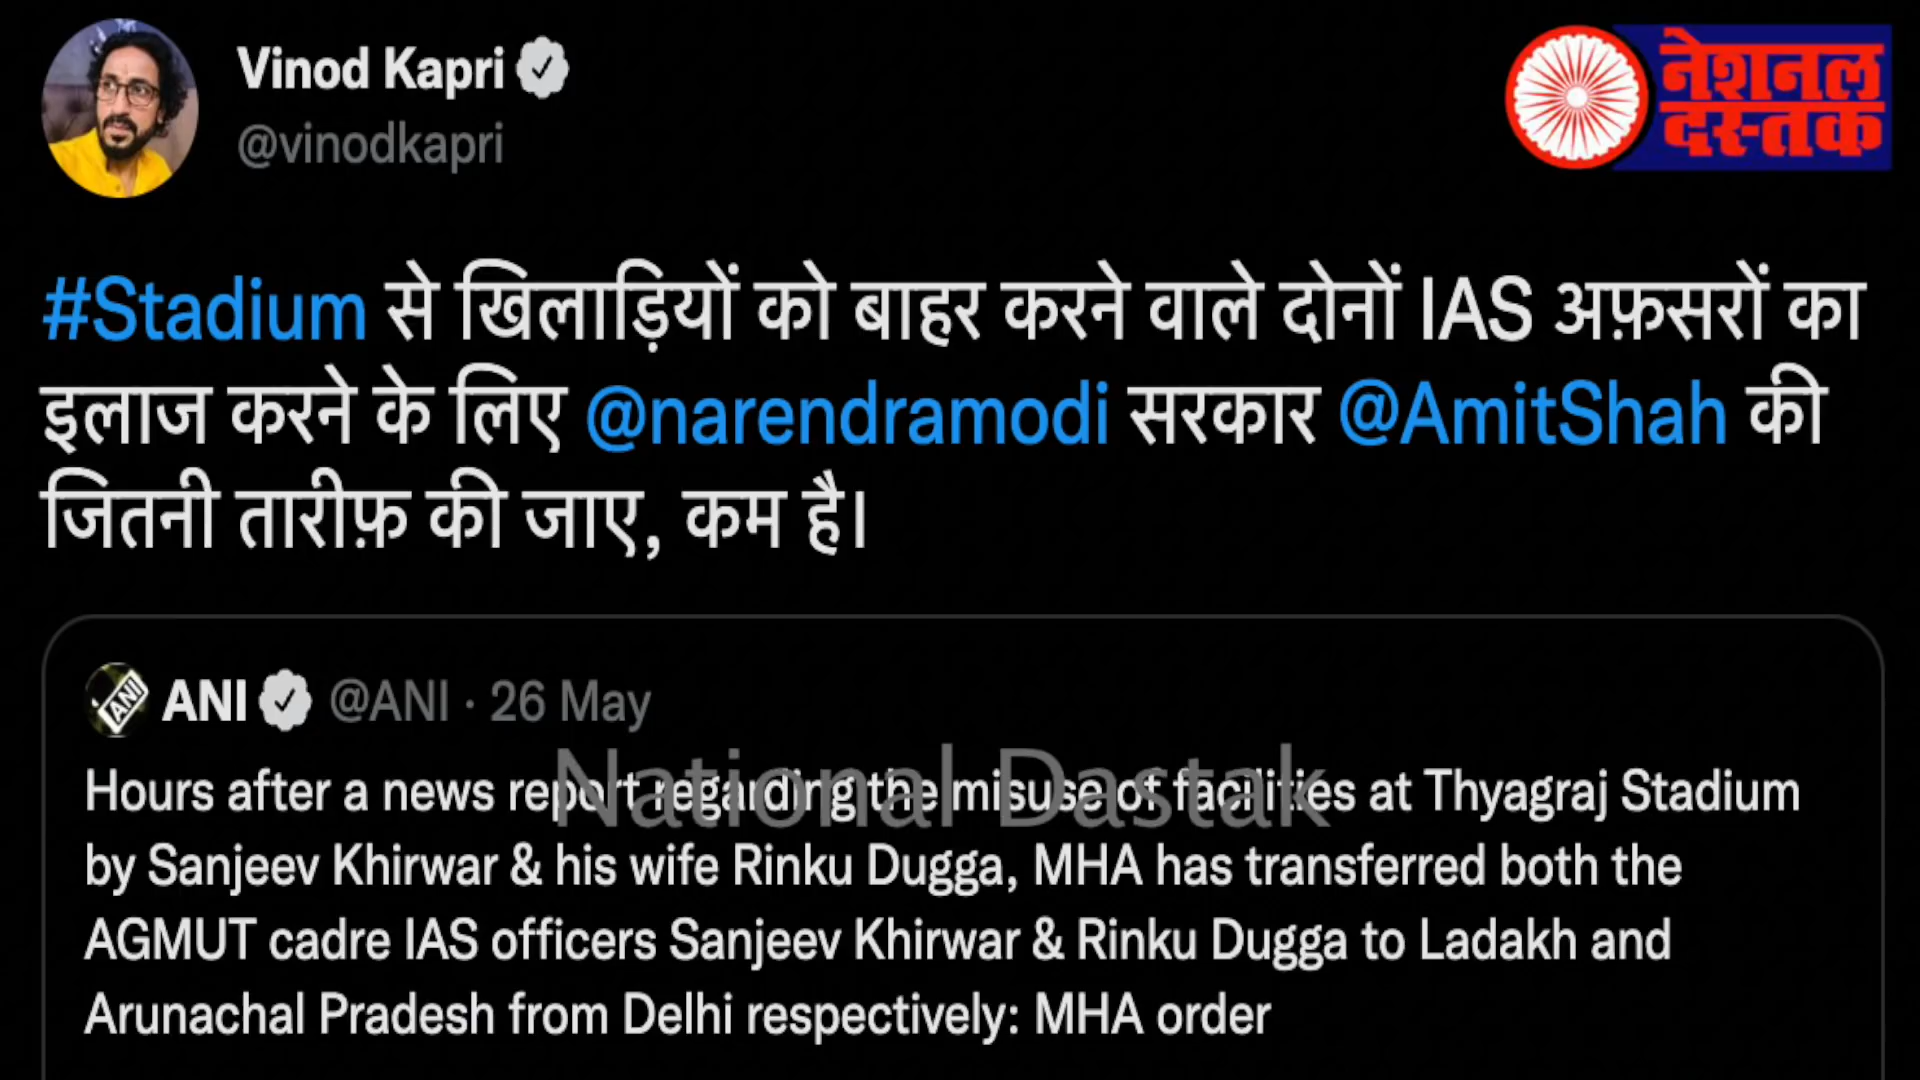 Vinod Kapri
@vinodkapri
नेशनल
दस्तक
#Stadium से खिलाड़ियों को बाहर करने वाले दोनों IAS अफ़सरों का
इलाज करने के लिए @narendramodi सरकार @AmitShah की
जितनी तारीफ़ की जाए, कम है।
ANI
ANI @ANI · 26 May
National Dastak
Hours after a news report regarding the misuse of facilities at Thyagraj Stadium
by Sanjeev Khirwar & his wife Rinku Dugga, MHA has transferred both the
AGMUT cadre IAS officers Sanjeev Khirwar & Rinku Dugga to Ladakh and
Arunachal Pradesh from Delhi respectively: MHA order